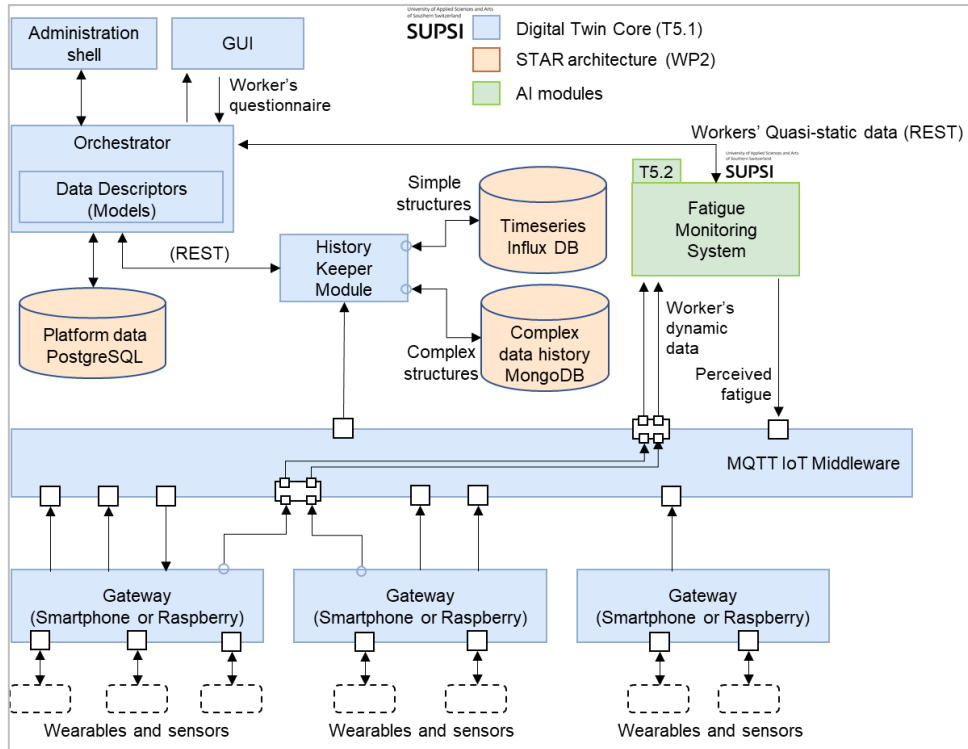 University of Applied Sciences and Arts
of Southern Switzerland
SUPSI
Digital Twin Core (T5.1)
STAR architecture (WP2)
AI modules
Administration
shell
GUI
Worker's
questionnaire
Orchestrator
Data Descriptors
(Models)
Workers' Quasi-static data (REST)
University of Applied Sciences and Arts
of Southern Switzerland
SUPSI
T5.2
Fatigue
Monitoring
System
Simple
structures
Timeseries
Influx DB
(REST)
History
Keeper
Module
Platform data
PostgreSQL
Complex
structures
Complex
data history
MongoDB
Worker's
dynamic
data
Perceived
fatigue
MQTT IoT Middleware
Gateway
(Smartphone or Raspberry)
Gateway
(Smartphone or Raspberry)
Gateway
(Smartphone or Raspberry)
Wearables and sensors
Wearables and sensors
Wearables and sensors